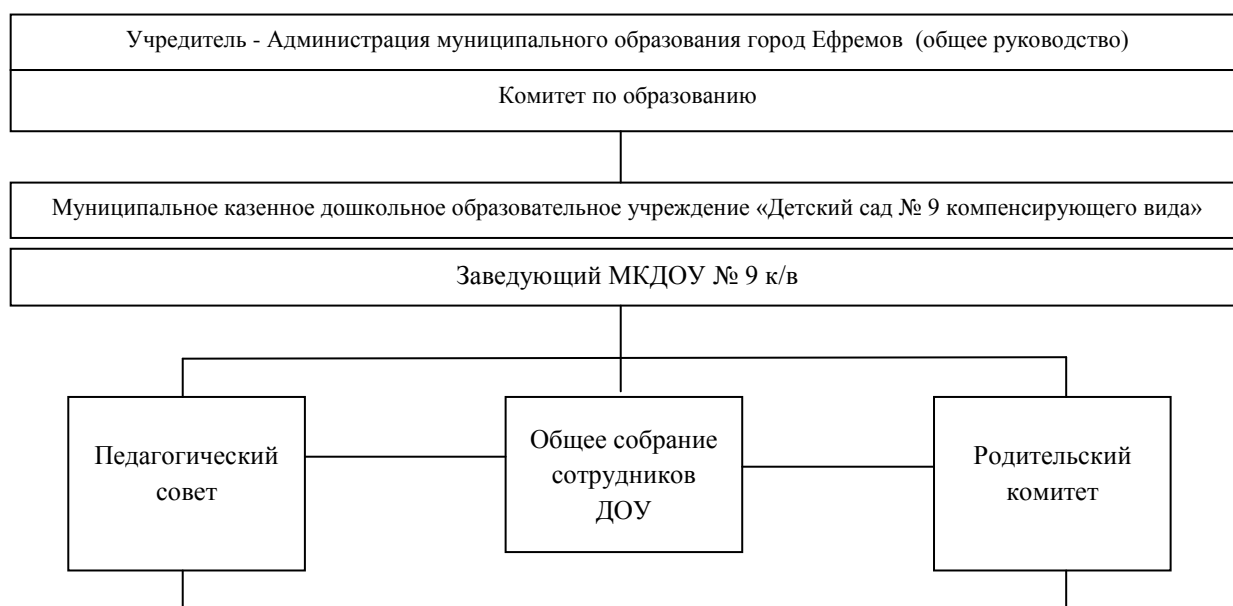 Учредитель - Администрация муниципального образования город Ефремов (общее руководство)
Комитет по образованию
Муниципальное казенное дошкольное образовательное учреждение «Детский сад № 9 компенсирующего вида»
Заведующий МКДОУ № 9 к/в
Педагогический
совет
Общее собрание
сотрудников
ДОУ
Родительский
комитет